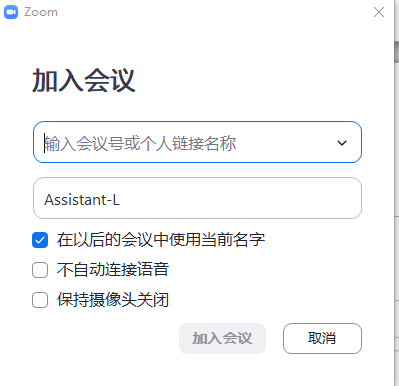 Zoom
加入会议
输入会议号或个人链接名称
Assistant-L
在以后的会议中使用当前名字
不自动连接语音
保持摄像头关闭
加入会议 取消